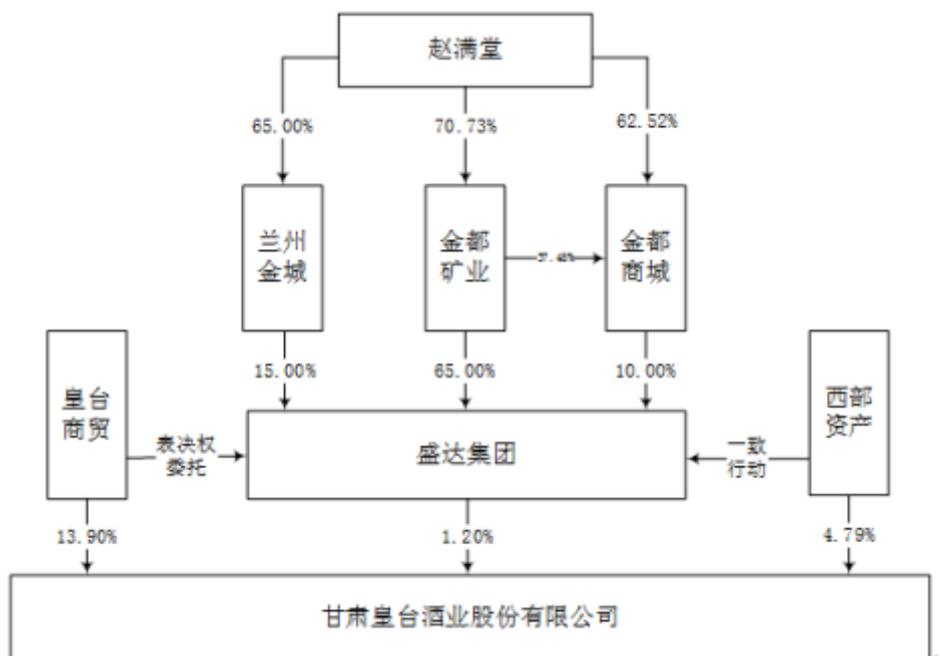 赵满堂
65.00%
70.73%
62.52%
兰州
金城
金都
矿业
金都
商城
15.00%
65.00%
10.00%
皇台
商贸
西部
资产
表决权
委托
盛达集团
一致
行动
13.90%
1.20%
4.79%
甘肃皇台酒业股份有限公司